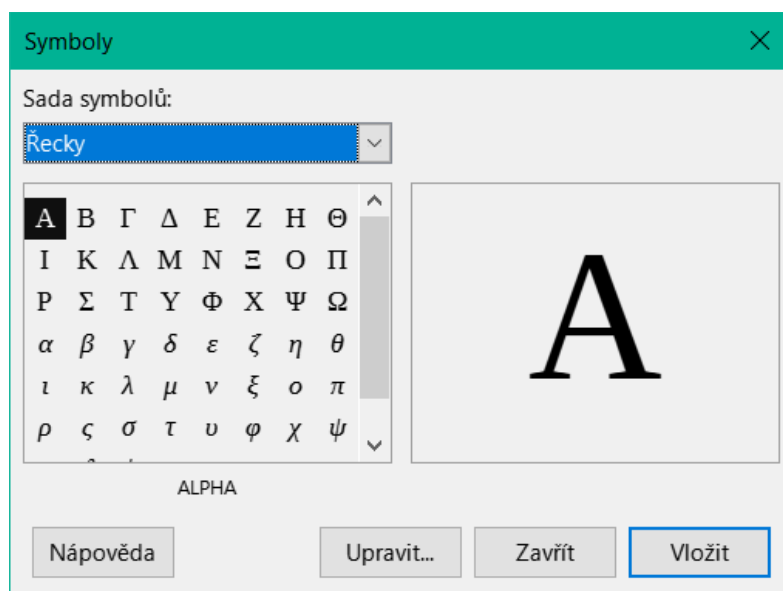 Symboly
Sada symbolů:
Řecky
Α Β Γ Δ Ε Ζ Η Θ
Ι Κ Λ Μ Ν Ξ Ο Π
Ρ Σ Τ Υ Φ Χ Ψ Ω
α β γ δ ε ζ η θ
ι κ λ μ ν ξ ο π
ρ ς σ τ υ φ χ ψ
Α
ALPHA
Nápověda
Upravit...
Zavřít
Vložit